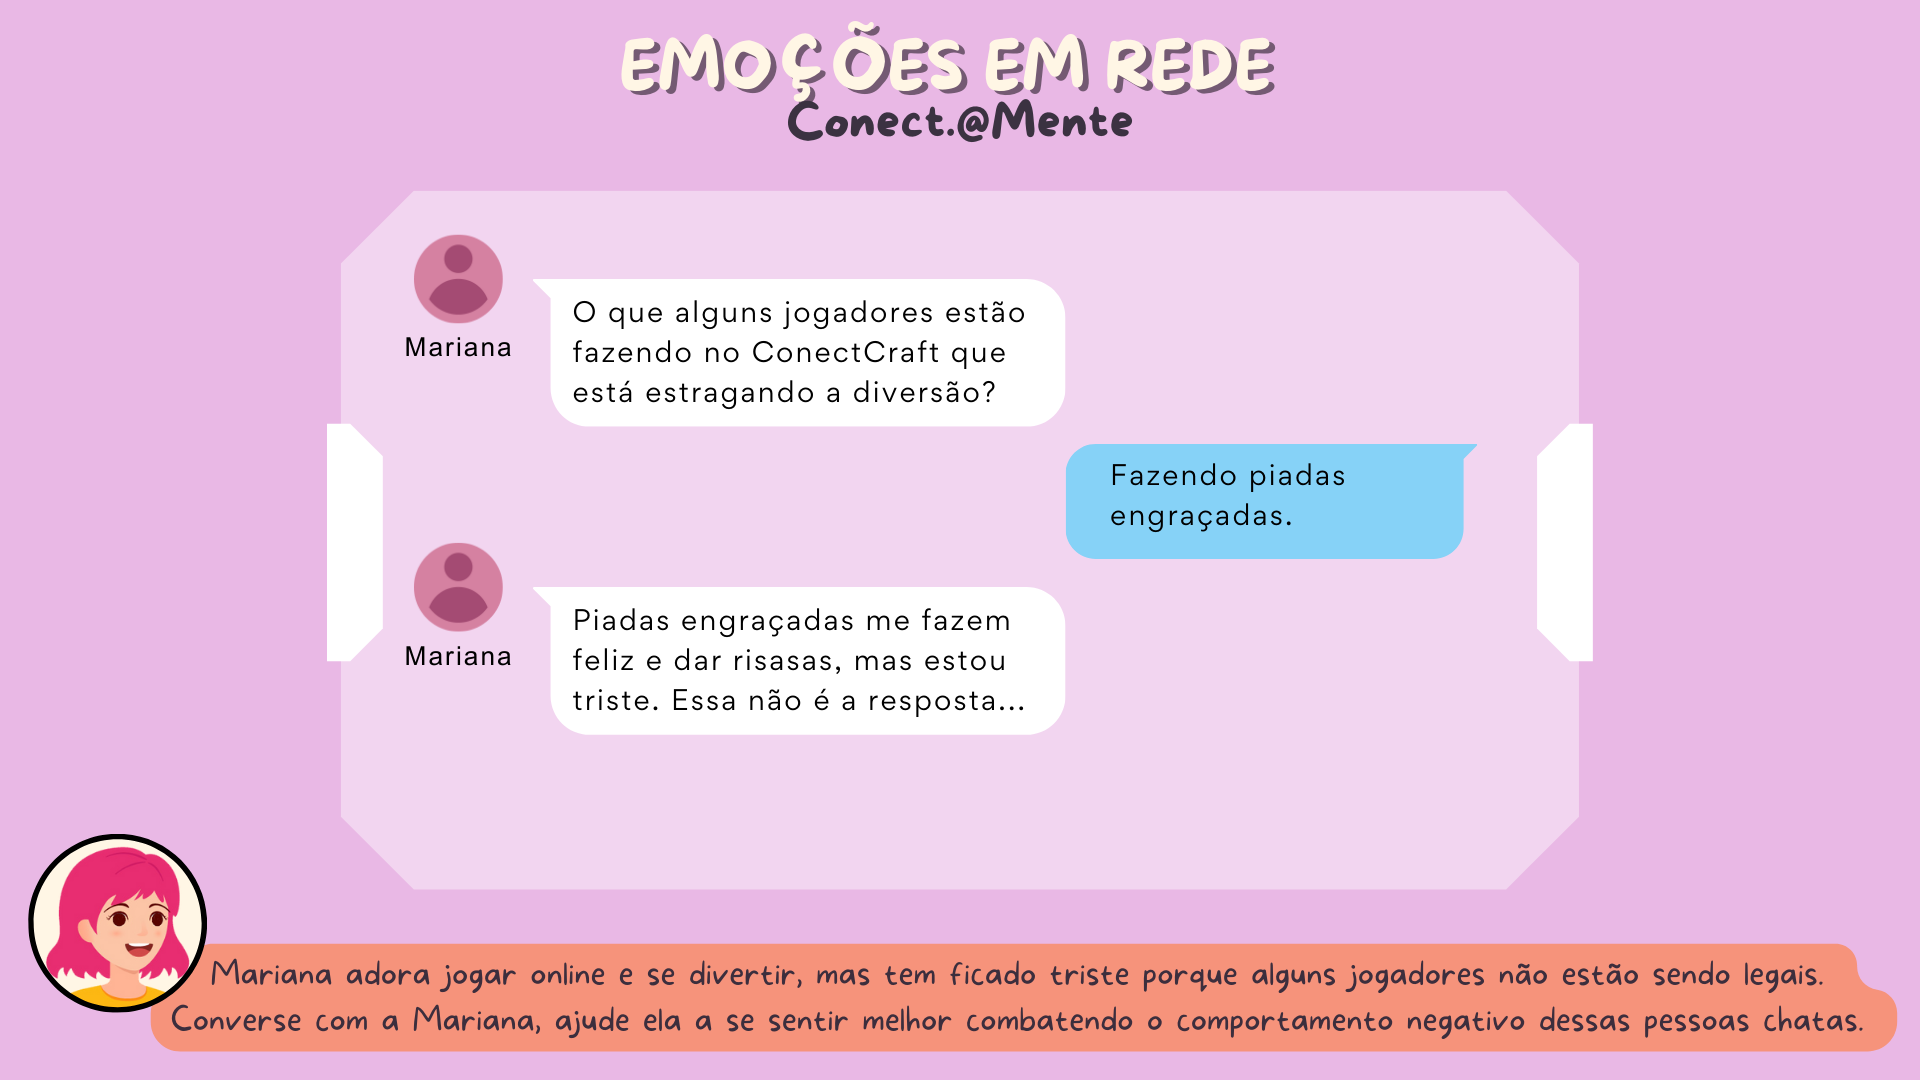 EMOÇÕES EM REDE
Conect.@Mente
Mariana
O que alguns jogadores estão
fazendo no ConectCraft que
está estragando a diversão?
Fazendo piadas
engraçadas.
Mariana
Piadas engraçadas me fazem
feliz e dar risasas, mas estou
triste. Essa não é a resposta...
Mariana adora jogar online e se divertir, mas tem ficado triste porque alguns jogadores não estão sendo legais.
Converse com a Mariana, ajude ela a se sentir melhor combatendo o comportamento negativo dessas pessoas chatas.